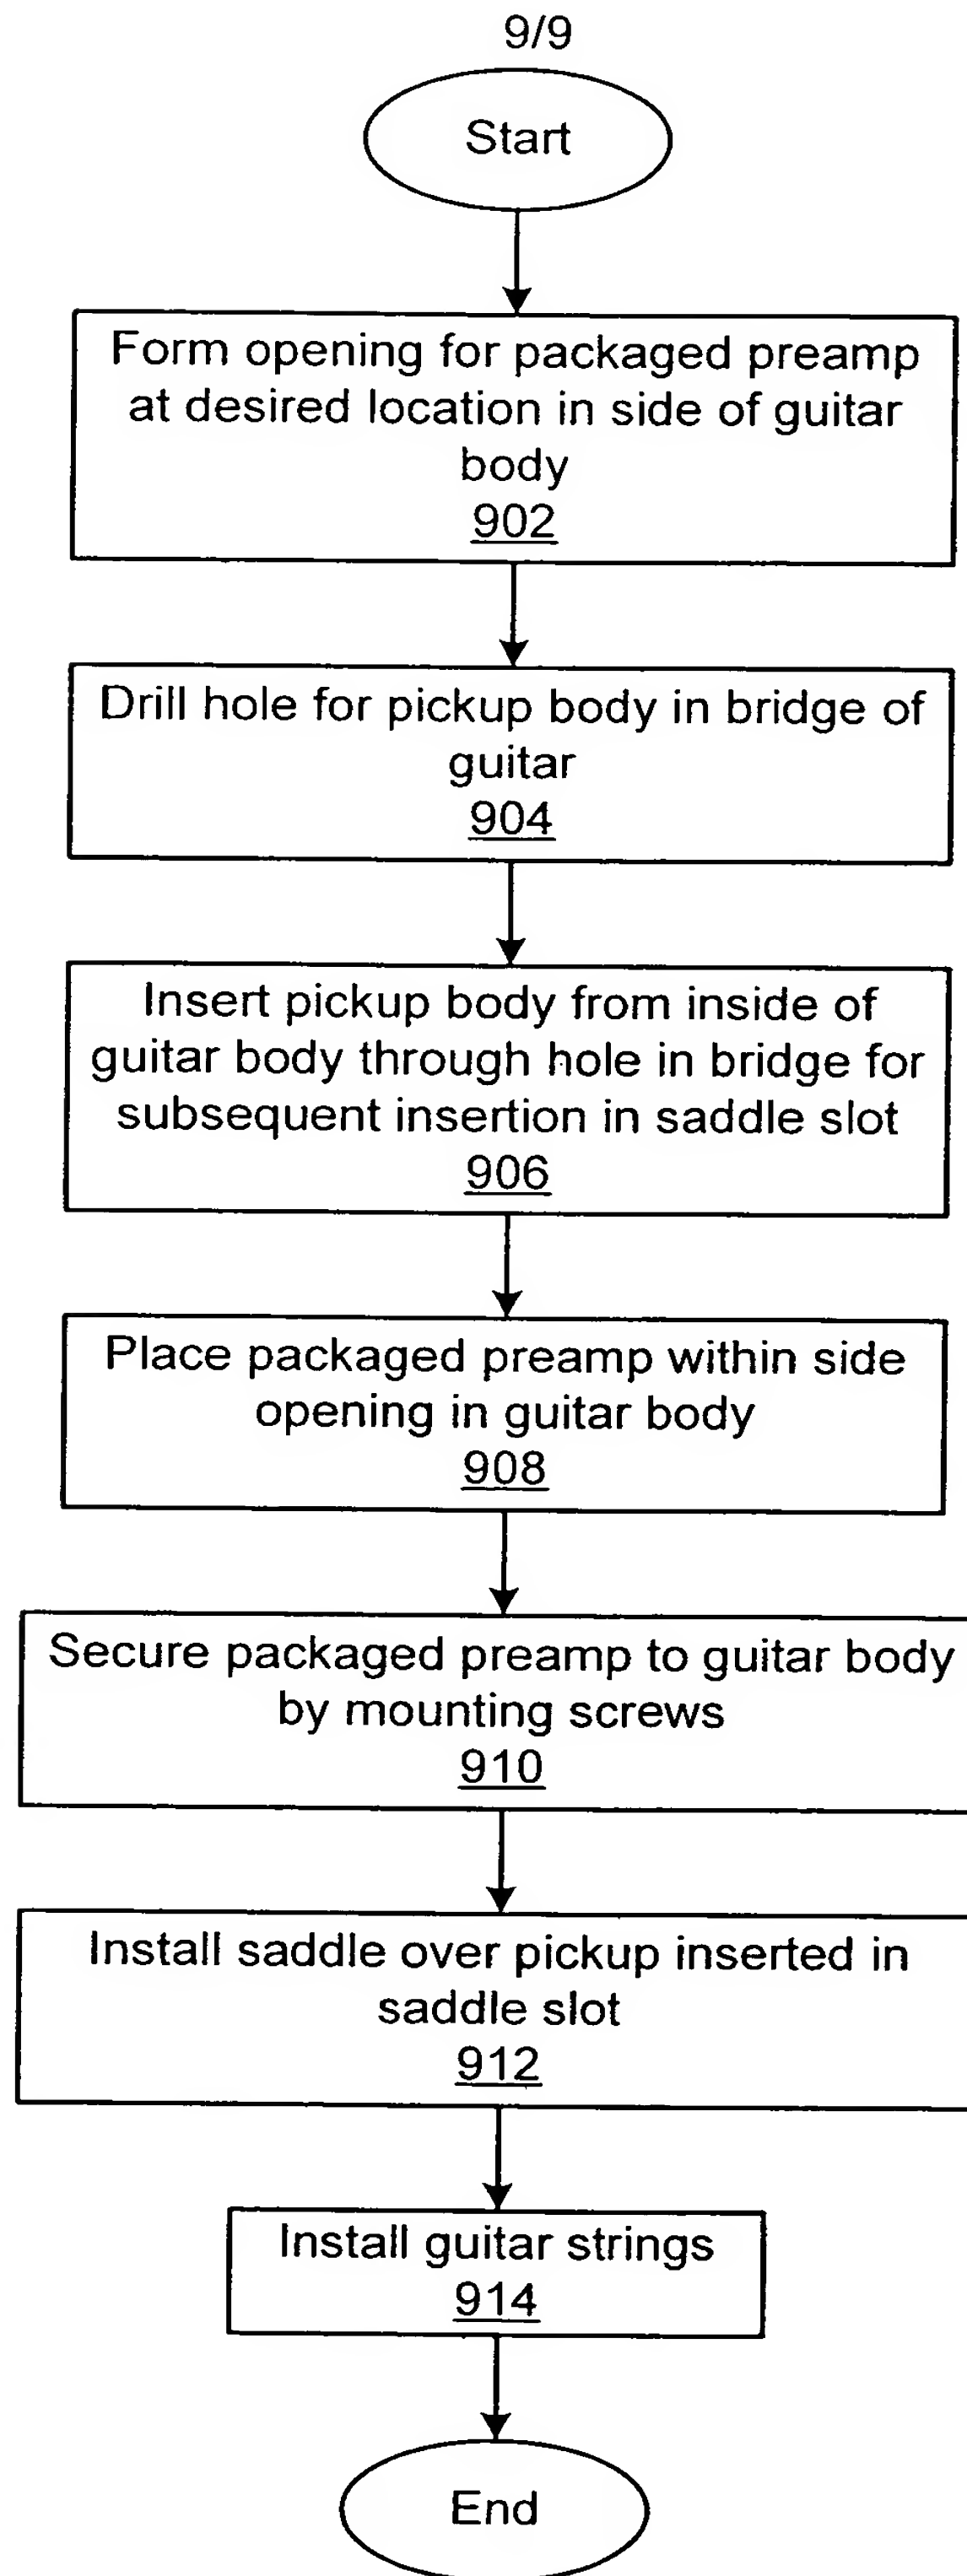 9/9
Start
Form opening for packaged preamp
at desired location in side of guitar
body
902
Drill hole for pickup body in bridge of
guitar
904
Insert pickup body from inside of
guitar body through hole in bridge for
subsequent insertion in saddle slot
906
Place packaged preamp within side
opening in guitar body
908
Secure packaged preamp to guitar body
by mounting screws
910
Install saddle over pickup inserted in
saddle slot
912
Install guitar strings
914
End